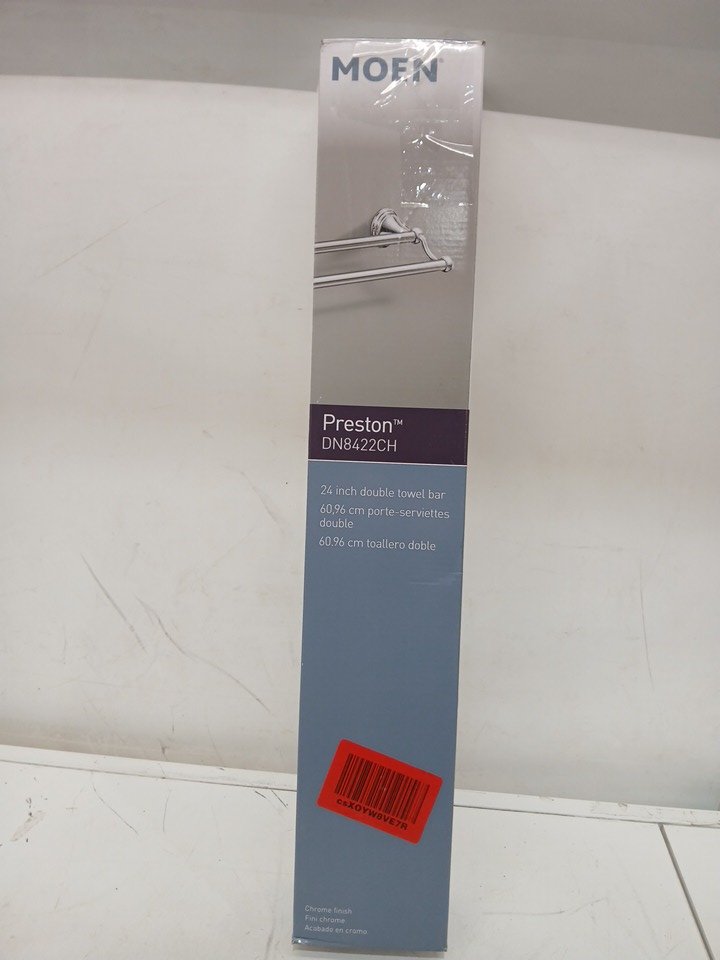 MOEN
Preston™
DN8422CH
24 inch double towel bar
60,96 cm porte-serviettes
double
60.96 cm toallero doble
csXOYW8VE7R
Chrome finish
Fini chrome
Acabado en cromo